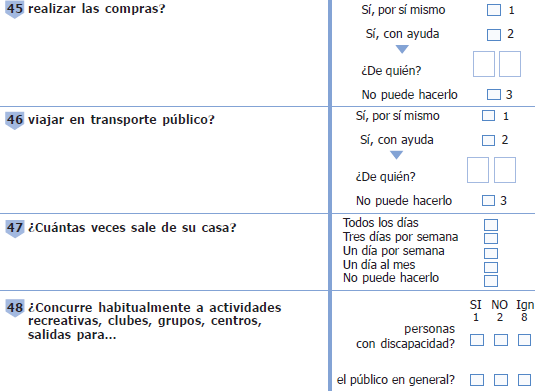 45 realizar las compras?
Sí, por sí mismo 1
Sí, con ayuda 2
¿De quién?
No puede hacerlo 3
46 viajar en transporte público?
Sí, por sí mismo 1
Sí, con ayuda 2
¿De quién?
No puede hacerlo 3
47 ¿Cuántas veces sale de su casa?
Todos los días
Tres días por semana
Un día por semana
Un día al mes
No puede hacerlo
48 ¿Concurre habitualmente a actividades
recreativas, clubes, grupos, centros,
salidas para...
SI NO Ign
1 2 8
personas
con discapacidad?
el público en general?